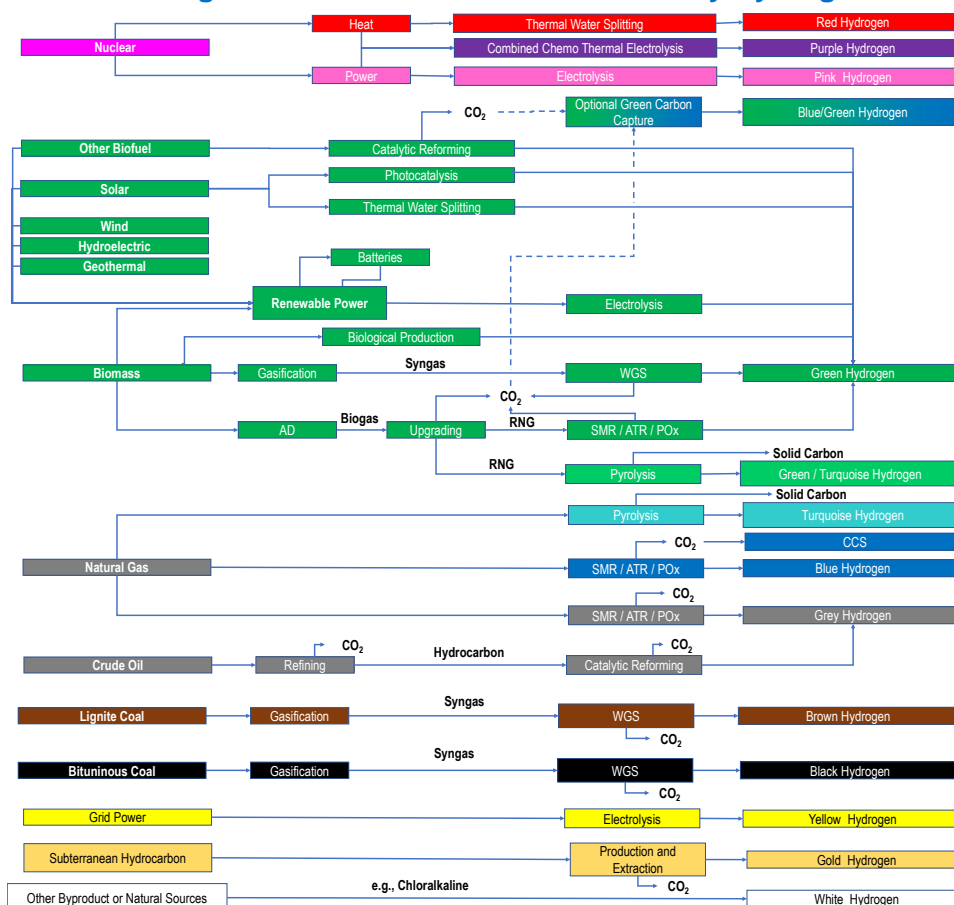 Heat
Thermal Water Splitting
Red Hydrogen
Nuclear
Combined Chemo Thermal Electrolysis
Purple Hydrogen
Power
Electrolysis
Pink Hydrogen
CO2
Optional Green Carbon
Capture
Blue/Green Hydrogen
Other Biofuel
Catalytic Reforming
Photocatalysis
Solar
Thermal Water Splitting
Wind
Hydroelectric
Batteries
Geothermal
Renewable Power
Electrolysis
Biological Production
Syngas
Biomass
Gasification
WGS
Green Hydrogen
CO2
Biogas
RNG
AD
Upgrading
SMR / ATR / POx
Solid Carbon
RNG
Pyrolysis
Green / Turquoise Hydrogen
Solid Carbon
Pyrolysis
Turquoise Hydrogen
CO2
CCS
Natural Gas
SMR / ATR / POx
Blue Hydrogen
CO2
SMR / ATR / POx
Grey Hydrogen
CO2
Hydrocarbon
CO2
Crude Oil
Refining
Catalytic Reforming
Syngas
Lignite Coal
Gasification
WGS
Brown Hydrogen
CO2
Syngas
Bituninous Coal
Gasification
WGS
Black Hydrogen
CO2
Grid Power
Electrolysis
Yellow Hydrogen
Subterranean Hydrocarbon
Production and
Extraction
Gold Hydrogen
CO2
e.g., Chloralkaline
Other Byproduct or Natural Sources
White Hydrogen